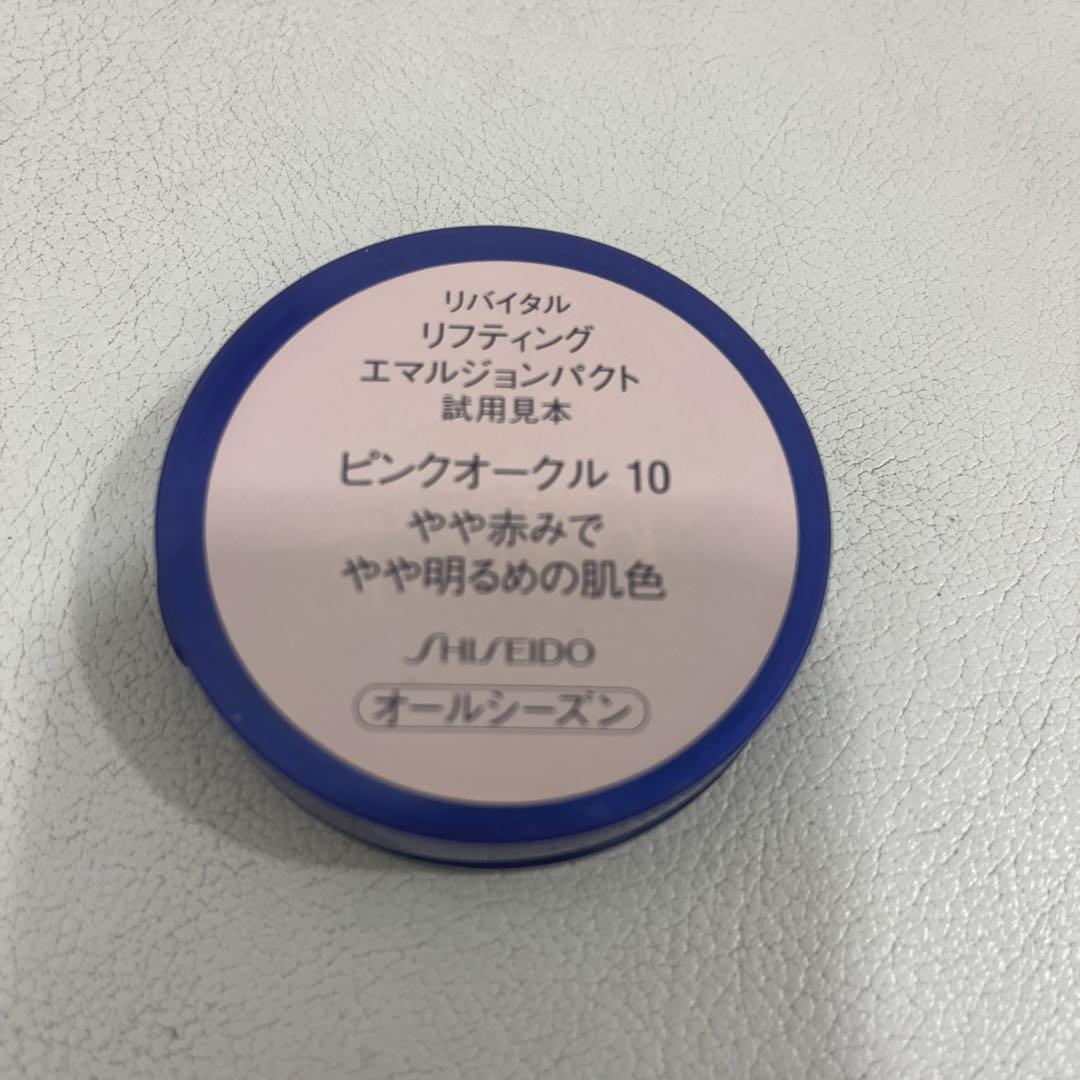 リバイタル
リフティング
エマルジョンパクト
試用見本
ピンクオークル 10
やや赤みで
やや明るめの肌色
SHISEIDO
オールシーズン